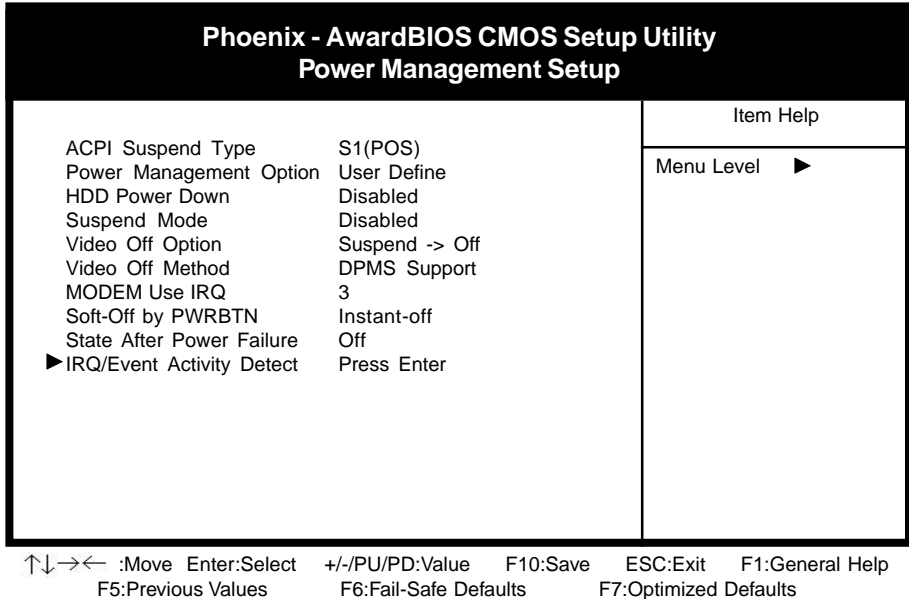 Phoenix - AwardBIOS CMOS Setup Utility
Power Management Setup
Item Help
Menu Level ▶
ACPI Suspend Type S1(POS)
Power Management Option User Define
HDD Power Down Disabled
Suspend Mode Disabled
Video Off Option Suspend -> Off
Video Off Method DPMS Support
MODEM Use IRQ 3
Soft-Off by PWRBTN Instant-off
State After Power Failure Off
▶IRQ/Event Activity Detect Press Enter
↑↓→← :Move Enter:Select +/-/PU/PD:Value F10:Save ESC:Exit F1:General Help
F5:Previous Values F6:Fail-Safe Defaults F7:Optimized Defaults